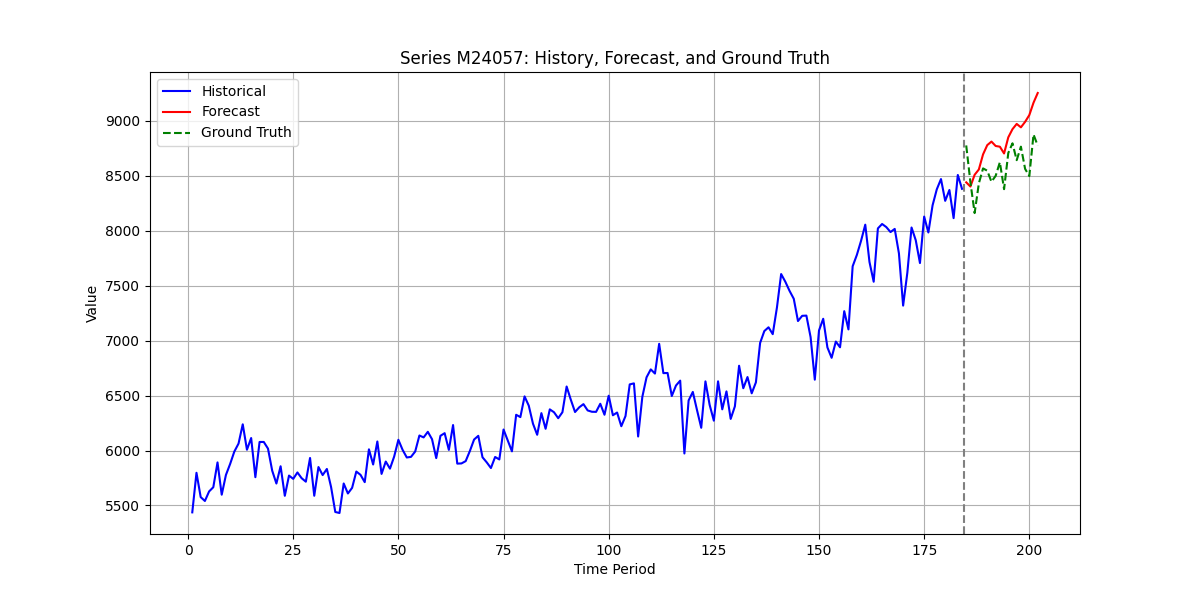 Series M24057: History, Forecast, and Ground Truth
Historical
Forecast
Ground Truth
9000
8500
8000
7500
7000
6500
6000
5500
Value
0 25 50 75 100 125 150 175 200
Time Period